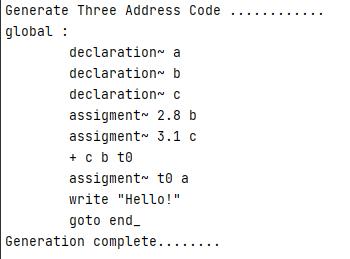 Generate Three Address Code ............
global :
declaration~ a
declaration~ b
declaration~ c
assigment~ 2.8 b
assigment~ 3.1 c
+ c b t0
assigment~ t0 a
write "Hello!"
goto end_
Generation complete........